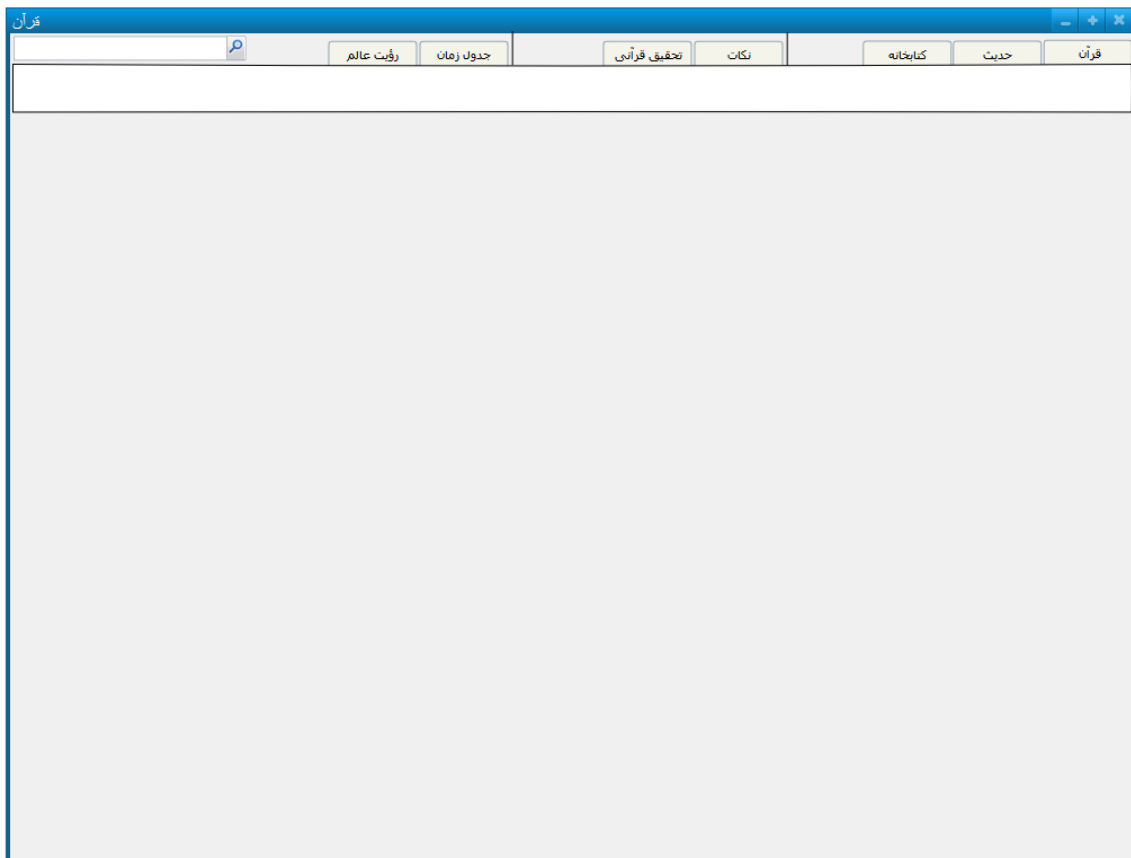 قرآن
قرآن
حدیث
کتابخانه
نکات
تحقیق قرآنی
جدول زمان
رؤیت عالم